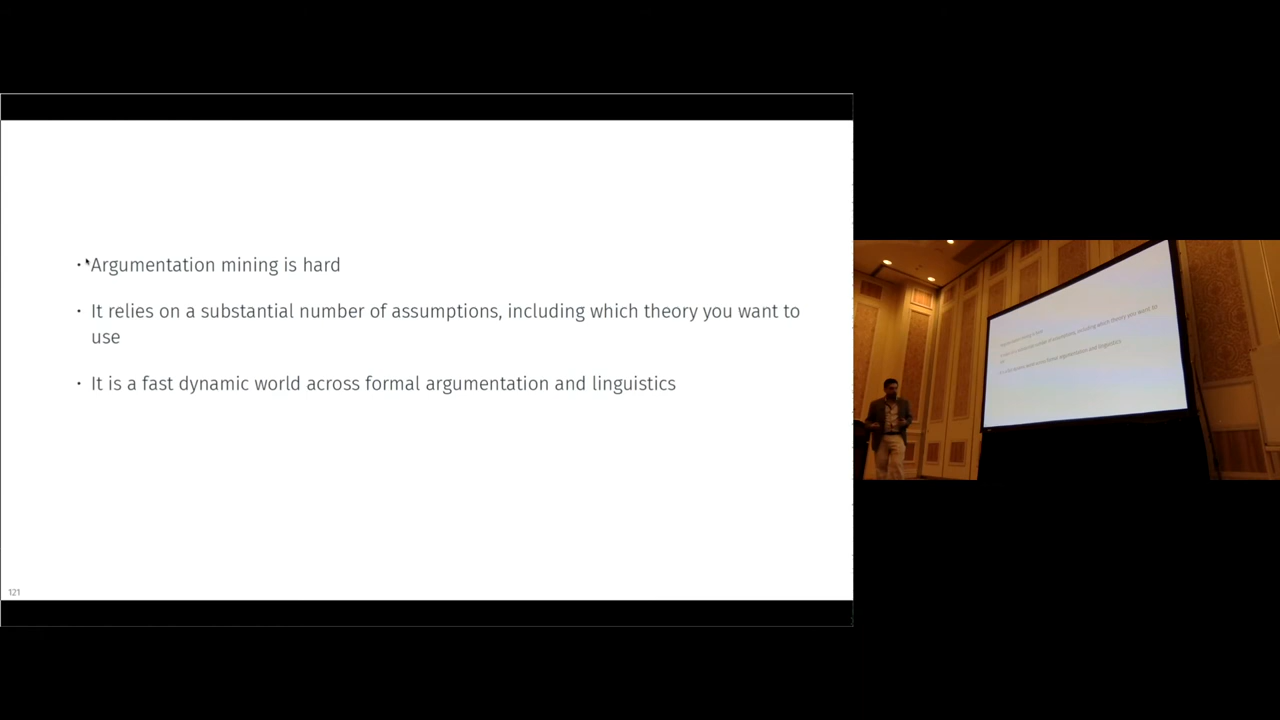 · Argumentation mining is hard
· It relies on a substantial number of assumptions, including which theory you want to
use
· It is a fast dynamic world across formal argumentation and linguistics
121